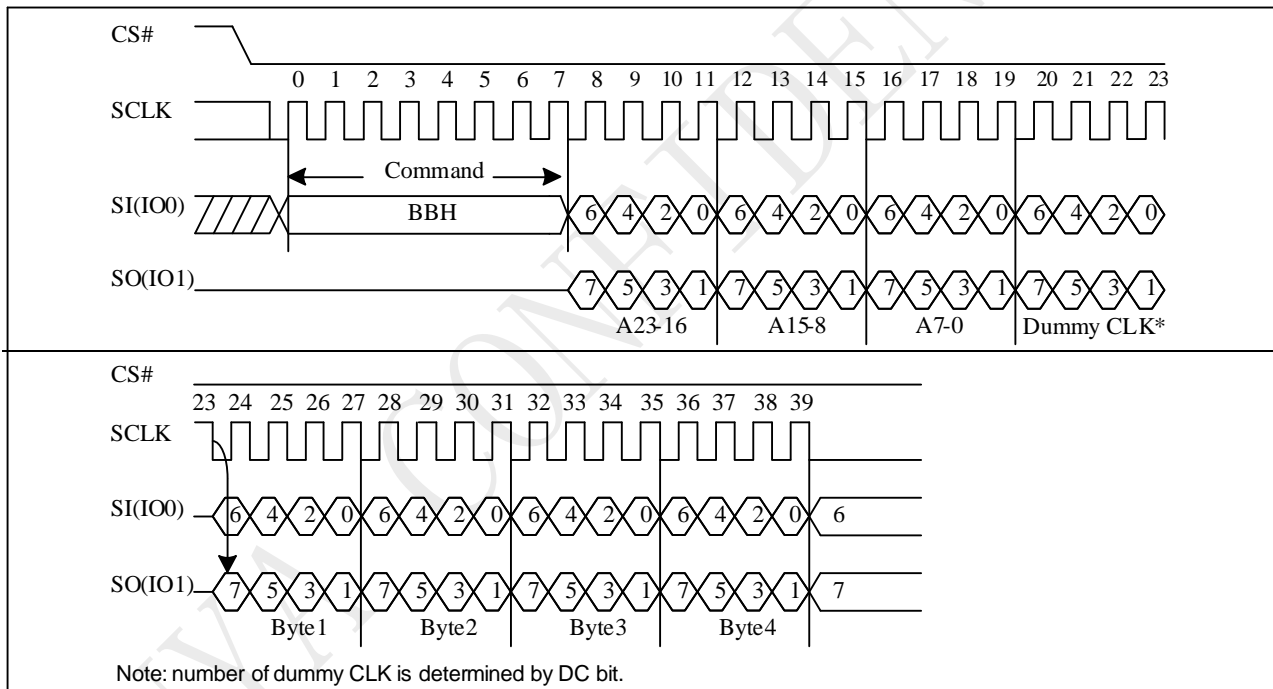 CS#
0 1 2 3 4 5 6 7 8 9 10 11 12 13 14 15 16 17 18 19 20 21 22 23
SCLK
Command
SI(IO0) BBH 6 4 2 0 6 4 2 0 6 4 2 0 6 4 2 0
SO(IO1) 7 5 3 1 7 5 3 1 7 5 3 1 7 5 3 1
A23-16 A15-8 A7-0 Dummy CLK*
CS#
23 24 25 26 27 28 29 30 31 32 33 34 35 36 37 38 39
SCLK
SI(IO0) 6 4 2 0 6 4 2 0 6 4 2 0 6 4 2 0 6
SO(IO1) 7 5 3 1 7 5 3 1 7 5 3 1 7 5 3 1 7
Byte1 Byte2 Byte3 Byte4
Note: number of dummy CLK is determined by DC bit.